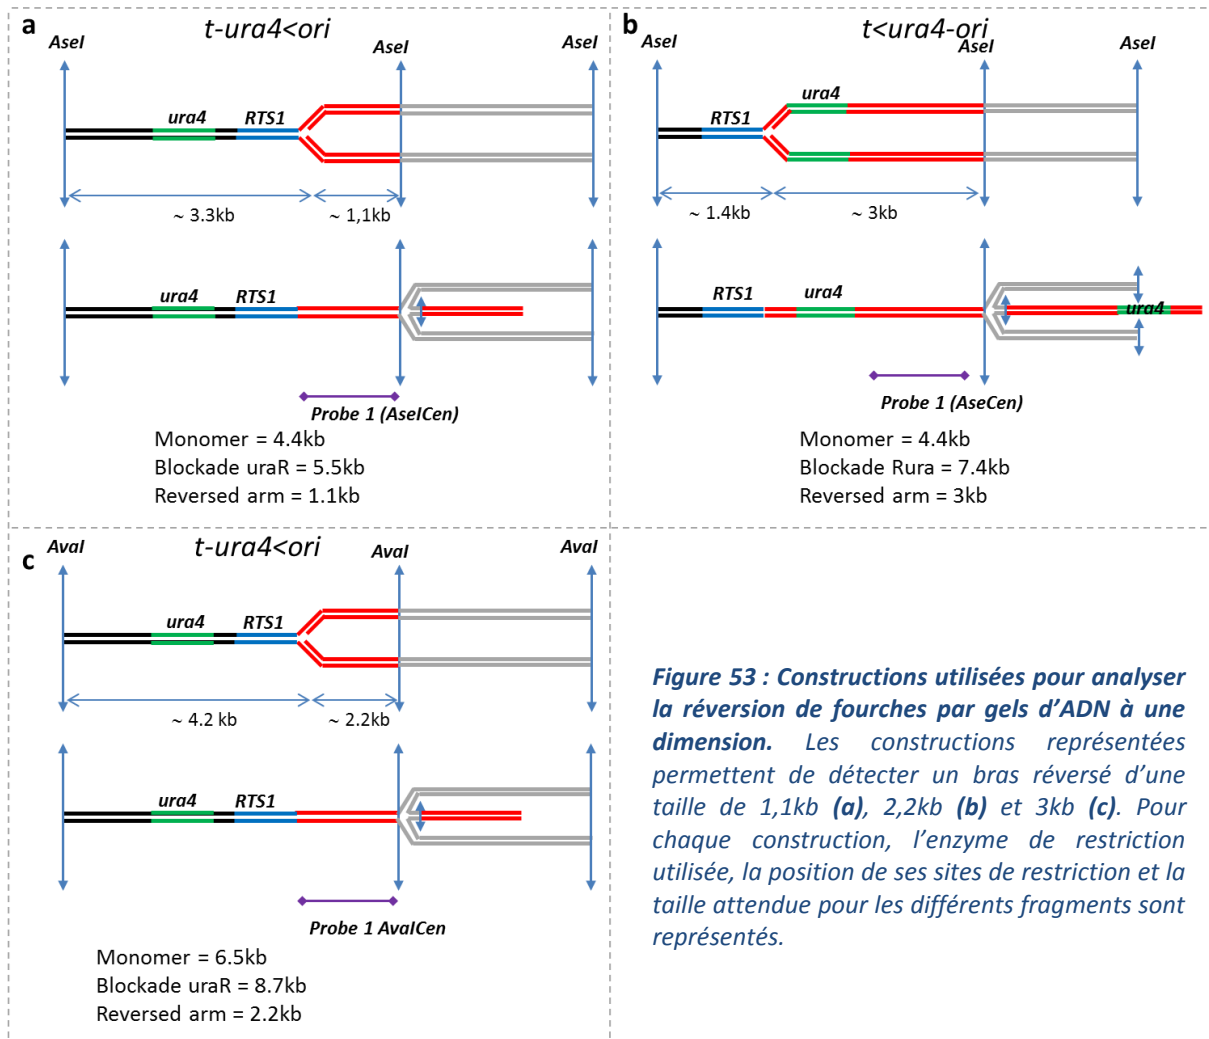 a
t-ura4<ori
AseI
AseI
AseI
ura4
RTS1
~ 3.3kb
~ 1,1kb
ura4
RTS1
Probe 1 (AseICen)
Monomer = 4.4kb
Blockade uraR = 5.5kb
Reversed arm = 1.1kb
b
t<ura4-ori
AseI
AseI
AseI
ura4
RTS1
~ 1.4kb
~ 3kb
RTS1
ura4
ura4
Probe 1 (AseCen)
Monomer = 4.4kb
Blockade Rura = 7.4kb
Reversed arm = 3kb
c
t-ura4<ori
AvaI
AvaI
AvaI
ura4
RTS1
~ 4.2 kb
~ 2.2kb
ura4
RTS1
Probe 1 AvaICen
Monomer = 6.5kb
Blockade uraR = 8.7kb
Reversed arm = 2.2kb
Figure 53 : Constructions utilisées pour analyser
la réversion de fourches par gels d’ADN à une
dimension. Les constructions représentées
permettent de détecter un bras réversé d’une
taille de 1,1kb (a), 2,2kb (b) et 3kb (c). Pour
chaque construction, l’enzyme de restriction
utilisée, la position de ses sites de restriction et la
taille attendue pour les différents fragments sont
représentés.